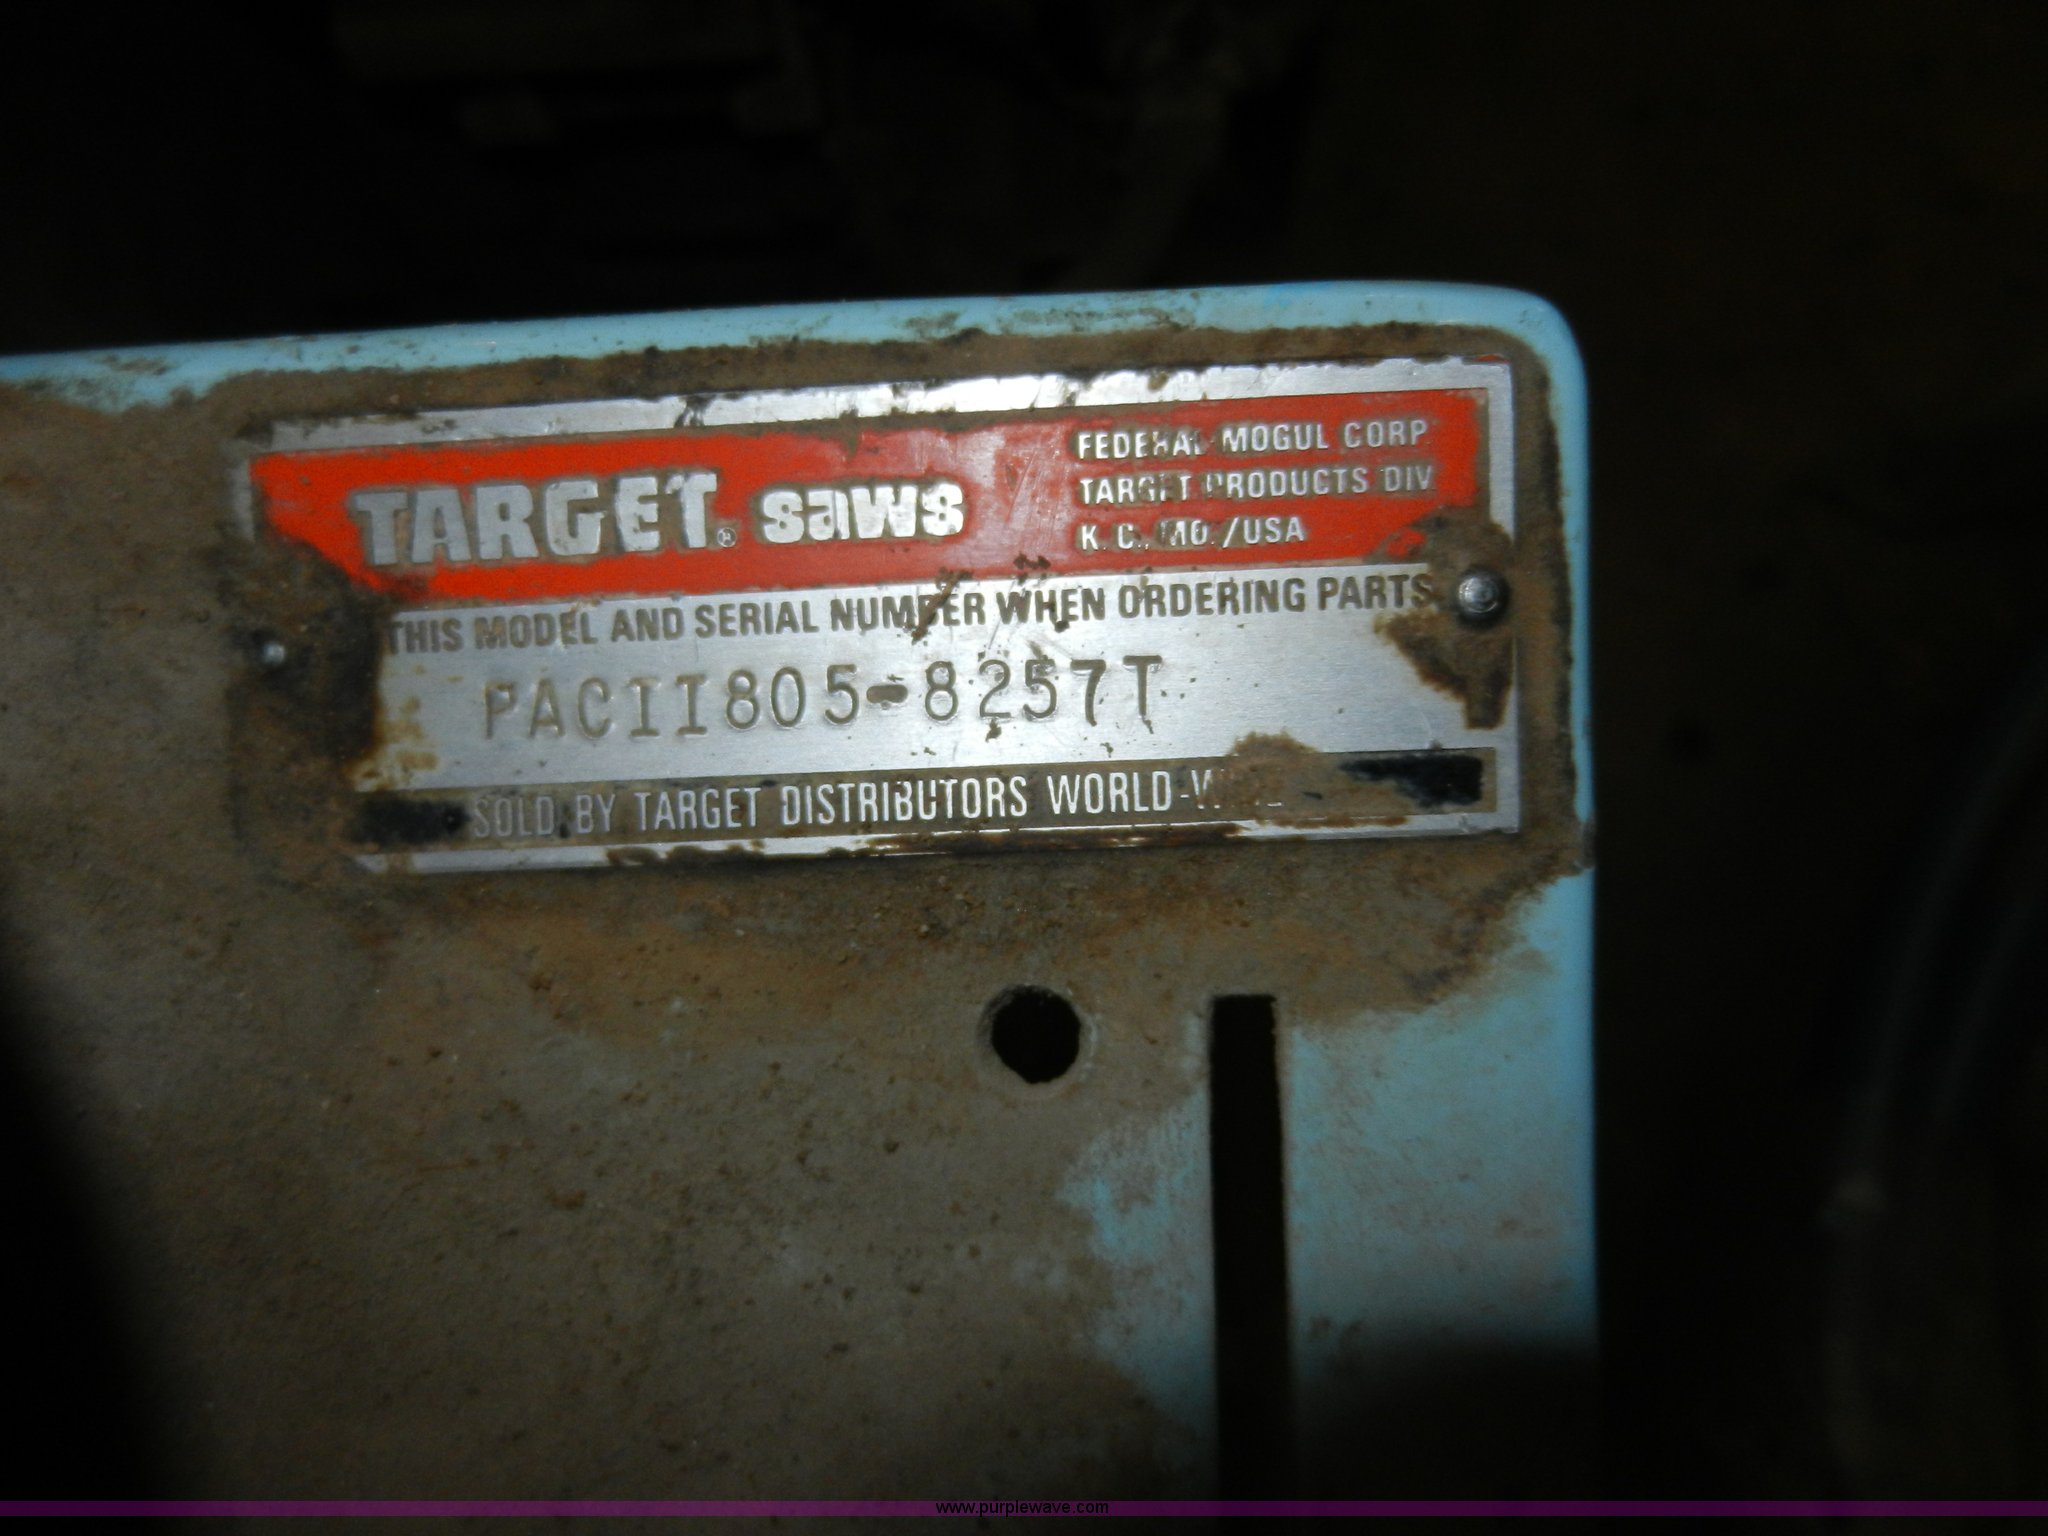 TARGET® saws
FEDERAL-MOGUL CORP
TARGET PRODUCTS DIV
K. C., MO./USA
THIS MODEL AND SERIAL NUMBER WHEN ORDERING PARTS
PACII805-8257T
SOLD BY TARGET DISTRIBUTORS WORLD-
www.purplewave.com